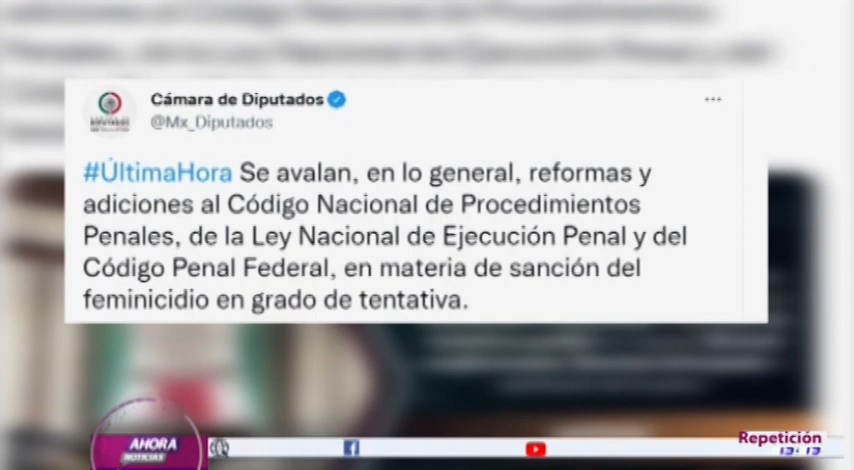 Cámara de Diputados
@Mx_Diputados
#ÚltimaHora Se avalan, en lo general, reformas y
adiciones al Código Nacional de Procedimientos
Penales, de la Ley Nacional de Ejecución Penal y del
Código Penal Federal, en materia de sanción del
feminicidio en grado de tentativa.
AHORA
NOTICIAS
Repetición